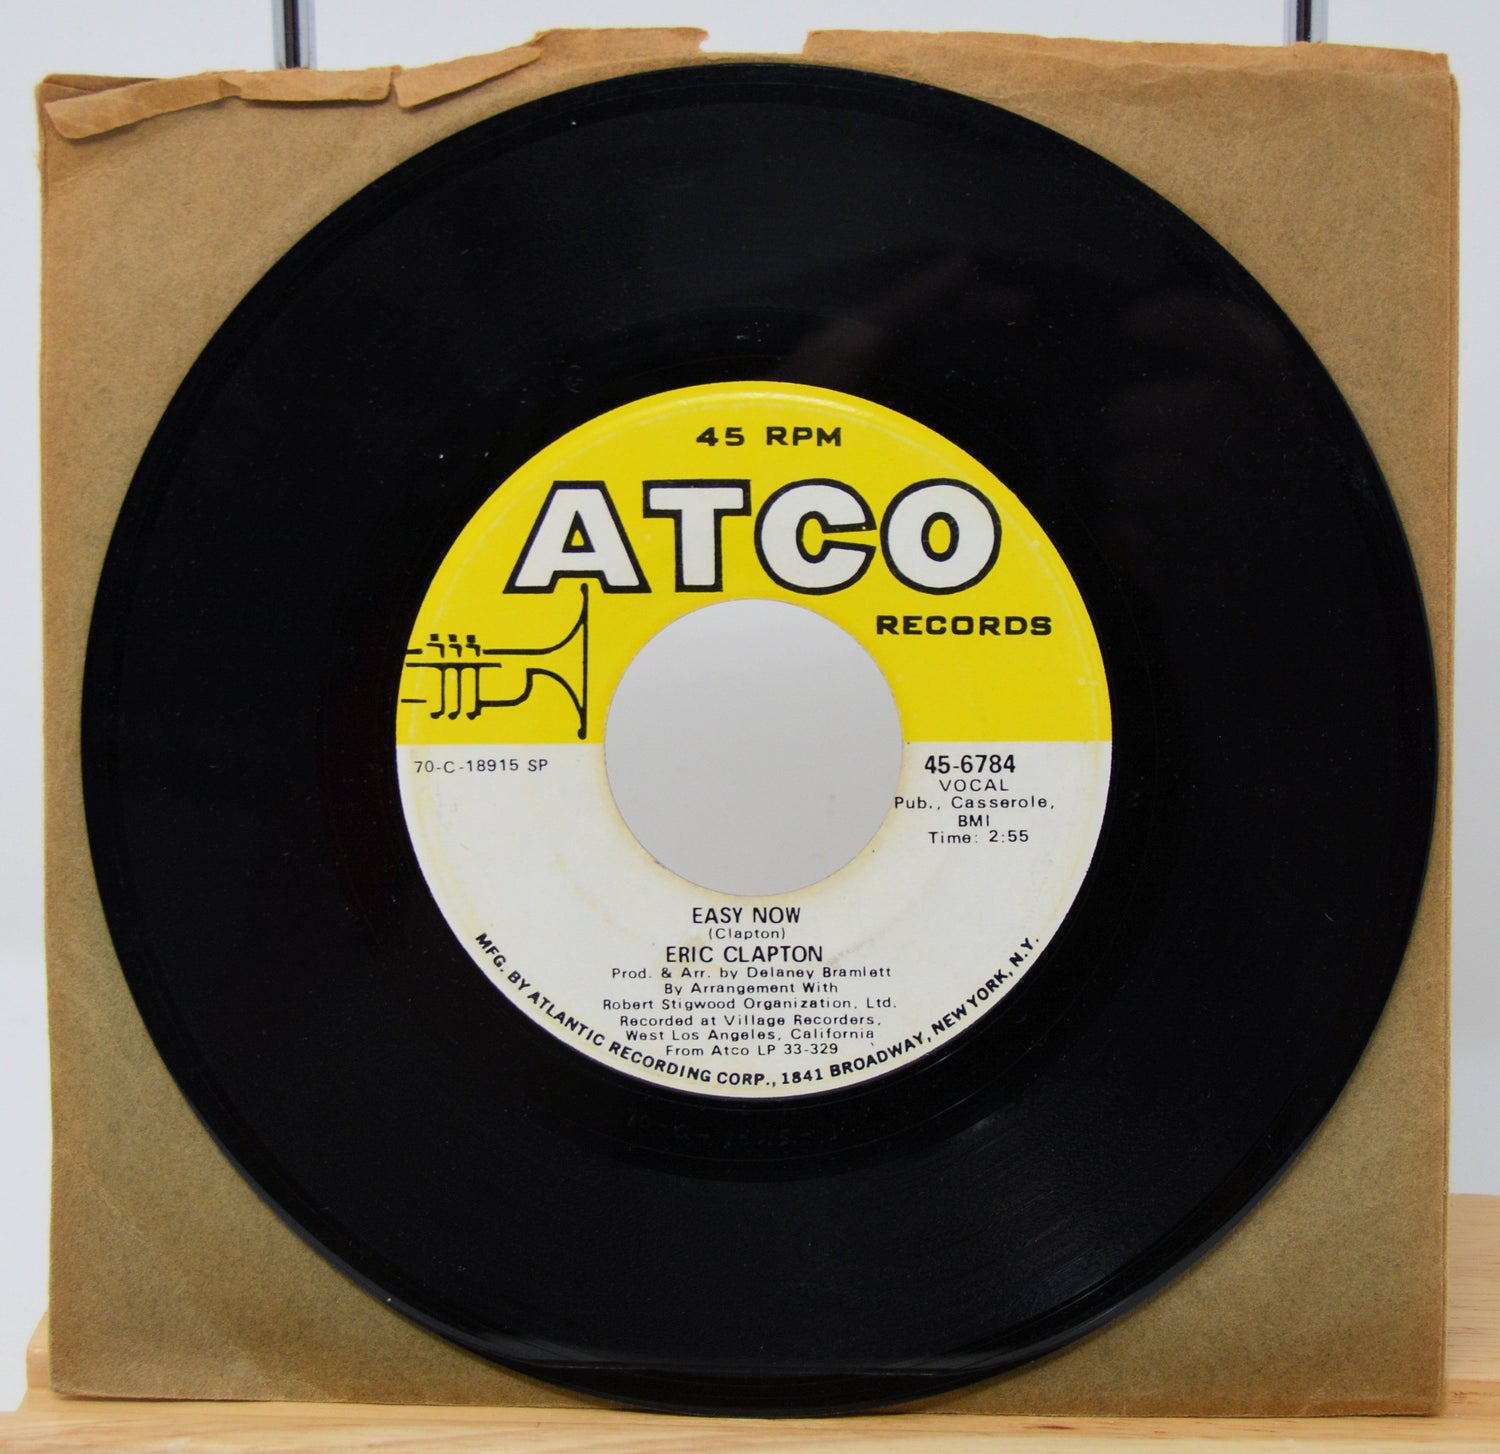 45 RPM
ATCO
RECORDS
70-C-18915 SP
45-6784
VOCAL
Pub., Casserole,
BMI
Time: 2:55
EASY NOW
(Clapton)
ERIC CLAPTON
Prod. & Arr. by Delaney Bramlett
By Arrangement With
Robert Stigwood Organization, Ltd.
Recorded at Village Recorders,
West Los Angeles, California
From Atco LP 33-329
MFG. BY ATLANTIC RECORDING CORP., 1841 BROADWAY, NEW YORK, N.Y.